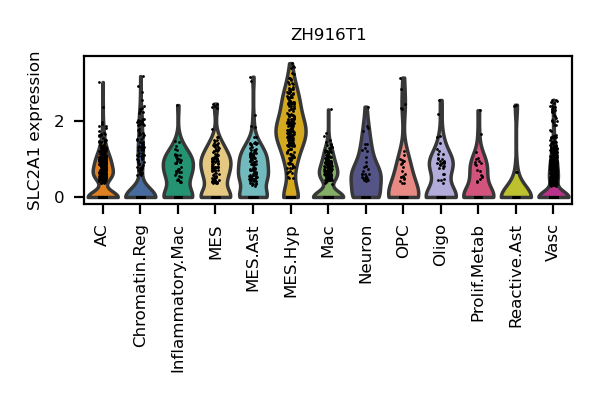 ZH916T1
SLC2A1 expression
2
0
AC
Chromatin.Reg
Inflammatory.Mac
MES
MES.Ast
MES.Hyp
Mac
Neuron
OPC
Oligo
Prolif.Metab
Reactive.Ast
Vasc